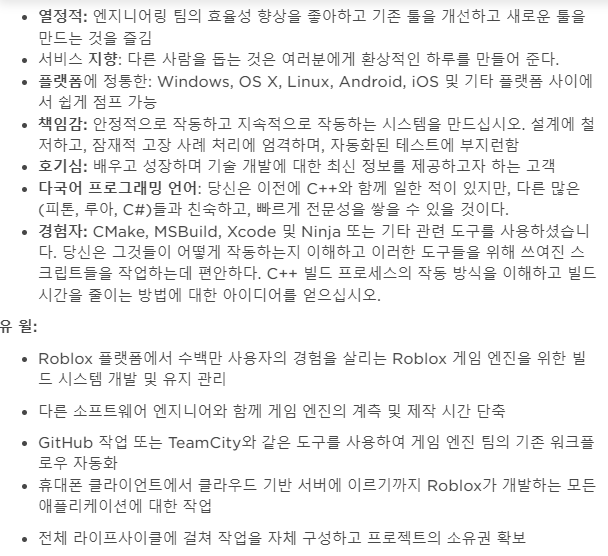 열정적: 엔지니어링 팀의 효율성 향상을 좋아하고 기존 툴을 개선하고 새로운 툴을
만드는 것을 즐김
서비스 지향: 다른 사람을 돕는 것은 여러분에게 환상적인 하루를 만들어 준다.
플랫폼에 정통한: Windows, OS X, Linux, Android, iOS 및 기타 플랫폼 사이에
서 쉽게 점프 가능
책임감: 안정적으로 작동하고 지속적으로 작동하는 시스템을 만드십시오. 설계에 철
저하고, 잠재적 고장 사례 처리에 엄격하며, 자동화된 테스트에 부지런함
호기심: 배우고 성장하며 기술 개발에 대한 최신 정보를 제공하고자 하는 고객
다국어 프로그래밍 언어: 당신은 이전에 C++와 함께 일한 적이 있지만, 다른 많은
(피톤, 루아, C#)들과 친숙하고, 빠르게 전문성을 쌓을 수 있을 것이다.
경험자: CMake, MSBuild, Xcode 및 Ninja 또는 기타 관련 도구를 사용하셨습니
다. 당신은 그것들이 어떻게 작동하는지 이해하고 이러한 도구들을 위해 쓰여진 스
크립트들을 작업하는데 편안하다. C++ 빌드 프로세스의 작동 방식을 이해하고 빌드
시간을 줄이는 방법에 대한 아이디어를 얻으십시오.
유 윌:
Roblox 플랫폼에서 수백만 사용자의 경험을 살리는 Roblox 게임 엔진을 위한 빌
드 시스템 개발 및 유지 관리
다른 소프트웨어 엔지니어와 함께 게임 엔진의 계측 및 제작 시간 단축
GitHub 작업 또는 TeamCity와 같은 도구를 사용하여 게임 엔진 팀의 기존 워크플
로우 자동화
휴대폰 클라이언트에서 클라우드 기반 서버에 이르기까지 Roblox가 개발하는 모든
애플리케이션에 대한 작업
전체 라이프사이클에 걸쳐 작업을 자체 구성하고 프로젝트의 소유권 확보